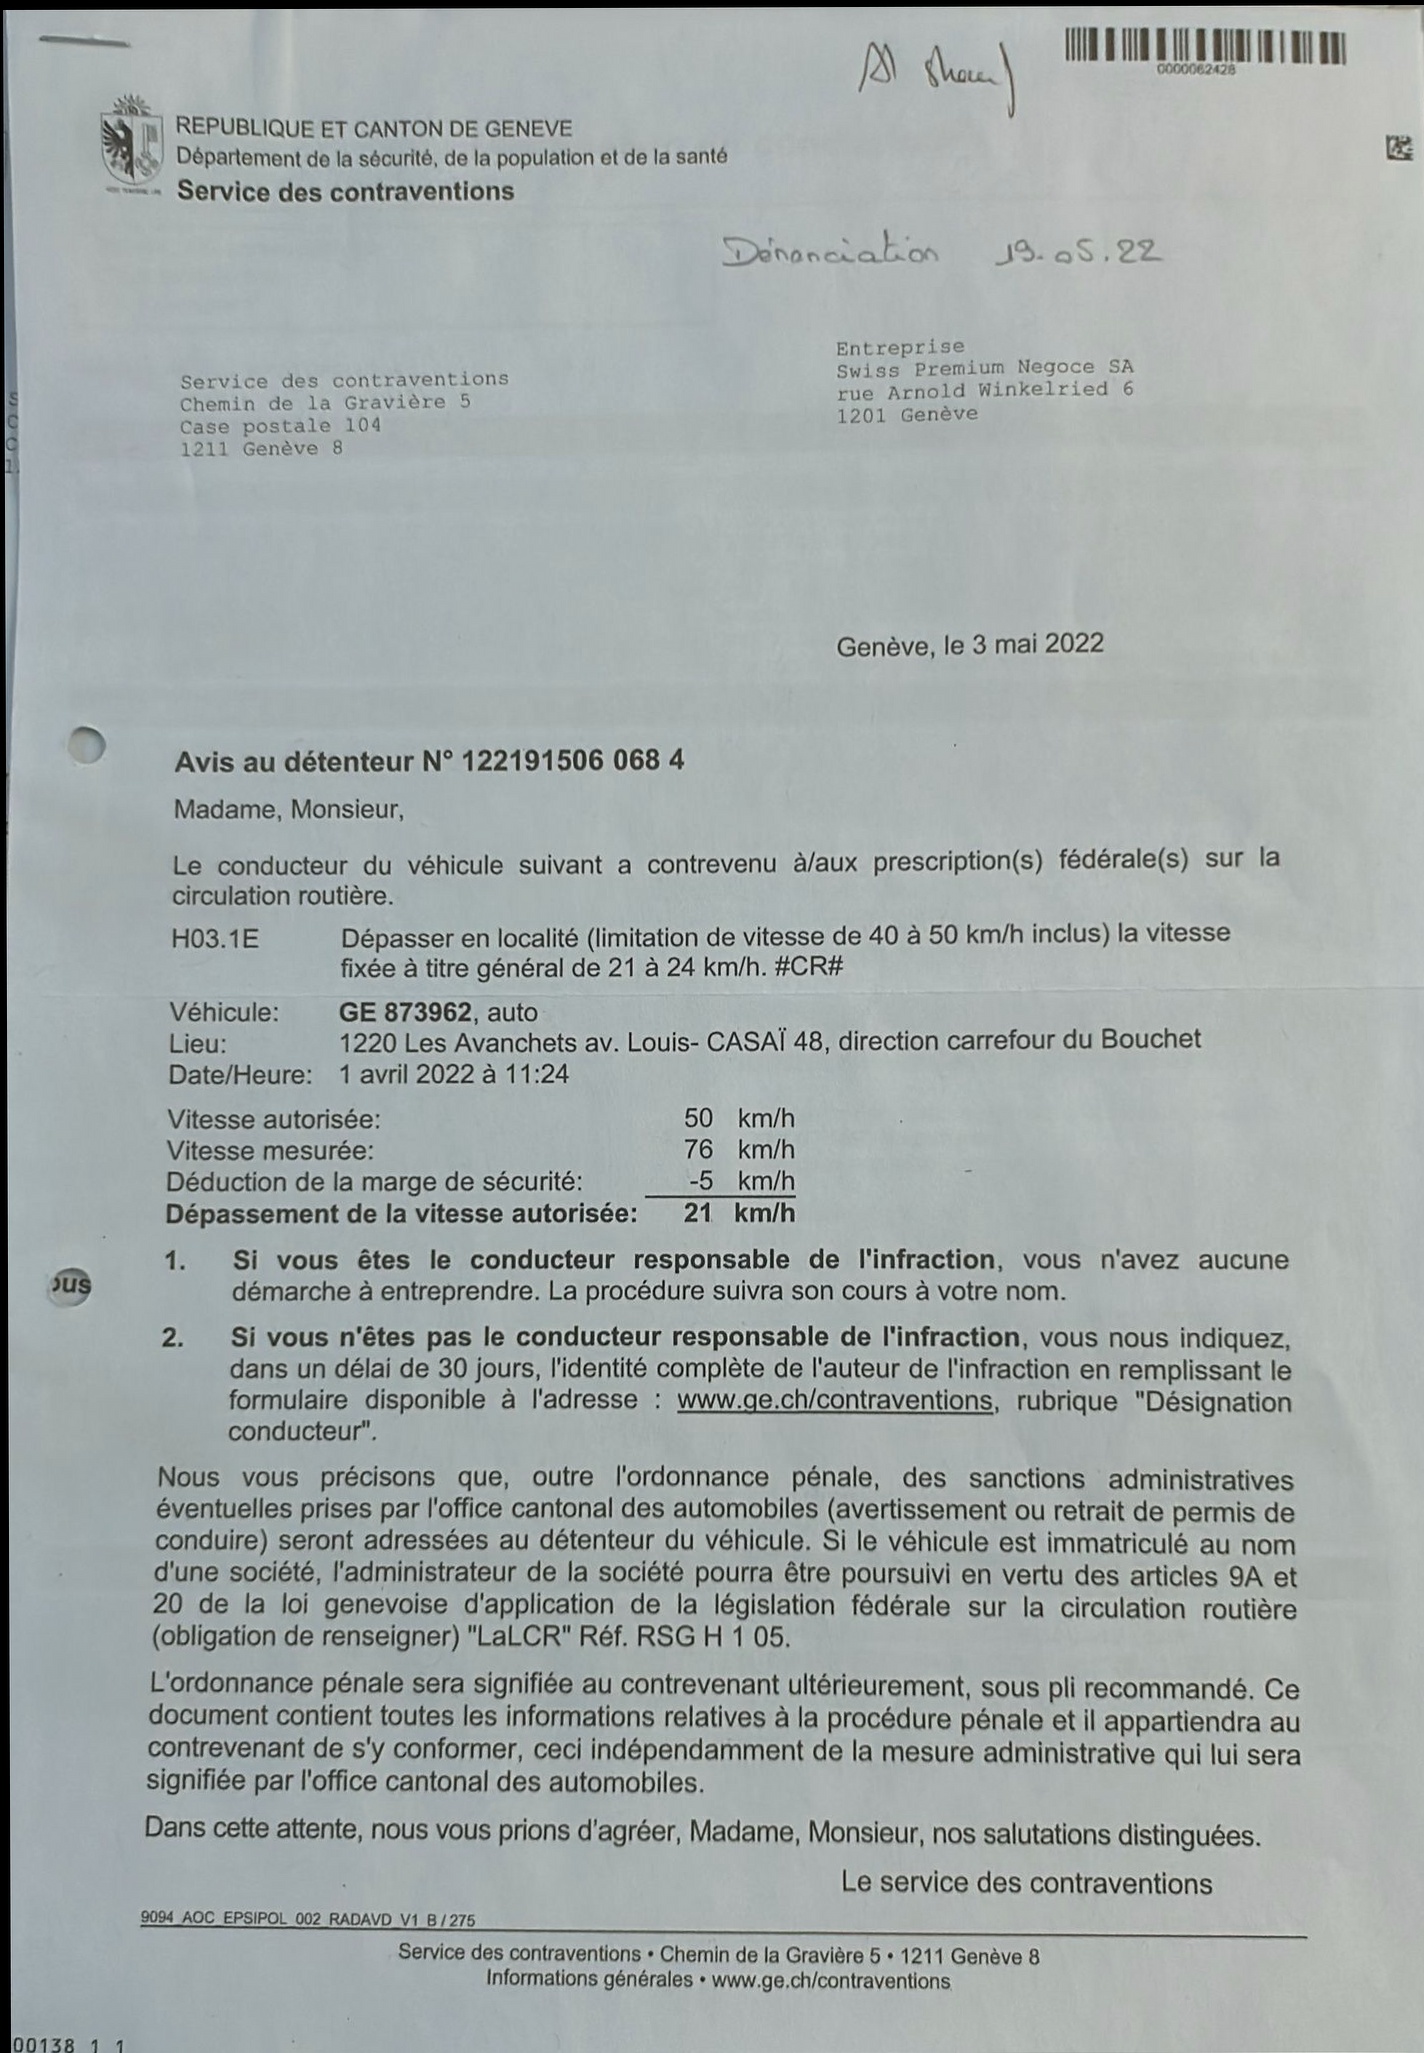 0000062428
REPUBLIQUE ET CANTON DE GENEVE
Département de la sécurité, de la population et de la santé
Service des contraventions
Dénonciation 19.05.22
Entreprise
Swiss Premium Negoce SA
rue Arnold Winkelried 6
1201 Genève
Service des contraventions
Chemin de la Gravière 5
Case postale 104
1211 Genève 8
Genève, le 3 mai 2022
Avis au détenteur N° 122191506 068 4
Madame, Monsieur,
Le conducteur du véhicule suivant a contrevenu à/aux prescription(s) fédérale(s) sur la
circulation routière.
H03.1E Dépasser en localité (limitation de vitesse de 40 à 50 km/h inclus) la vitesse
fixée à titre général de 21 à 24 km/h. #CR#
Véhicule: GE 873962, auto
Lieu: 1220 Les Avanchets av. Louis- CASAÏ 48, direction carrefour du Bouchet
Date/Heure: 1 avril 2022 à 11:24
Vitesse autorisée: 50 km/h
Vitesse mesurée: 76 km/h
Déduction de la marge de sécurité: -5 km/h
Dépassement de la vitesse autorisée: 21 km/h
1. Si vous êtes le conducteur responsable de l'infraction, vous n'avez aucune
démarche à entreprendre. La procédure suivra son cours à votre nom.
2. Si vous n'êtes pas le conducteur responsable de l'infraction, vous nous indiquez,
dans un délai de 30 jours, l'identité complète de l'auteur de l'infraction en remplissant le
formulaire disponible à l'adresse : www.ge.ch/contraventions, rubrique "Désignation
conducteur".
Nous vous précisons que, outre l'ordonnance pénale, des sanctions administratives
éventuelles prises par l'office cantonal des automobiles (avertissement ou retrait de permis de
conduire) seront adressées au détenteur du véhicule. Si le véhicule est immatriculé au nom
d'une société, l'administrateur de la société pourra être poursuivi en vertu des articles 9A et
20 de la loi genevoise d'application de la législation fédérale sur la circulation routière
(obligation de renseigner) "LaLCR" Réf. RSG H 1 05.
L'ordonnance pénale sera signifiée au contrevenant ultérieurement, sous pli recommandé. Ce
document contient toutes les informations relatives à la procédure pénale et il appartiendra au
contrevenant de s'y conformer, ceci indépendamment de la mesure administrative qui lui sera
signifiée par l'office cantonal des automobiles.
Dans cette attente, nous vous prions d'agréer, Madame, Monsieur, nos salutations distinguées.
Le service des contraventions
9094_AOC_EPSIPOL_002_RADAVD_V1_B / 275
Service des contraventions • Chemin de la Gravière 5 • 1211 Genève 8
Informations générales • www.ge.ch/contraventions
00138 1 1